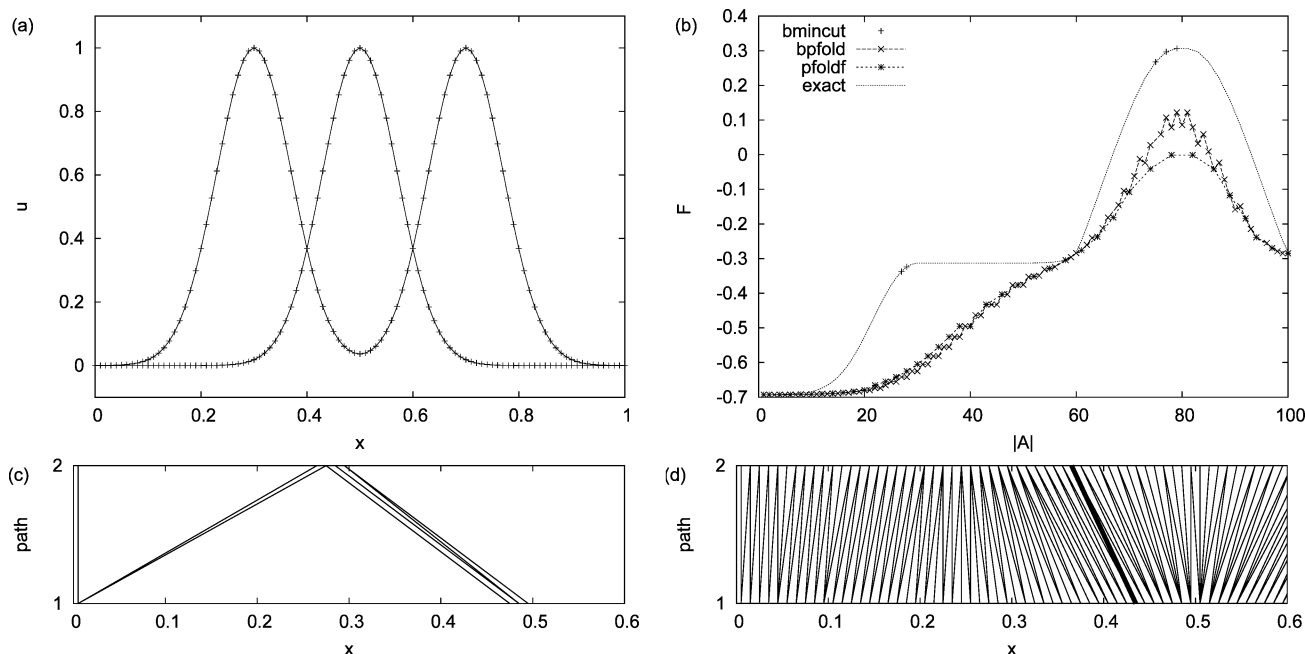 (a)
1
0.8
0.6
0.4
0.2
0
u
0 0.2 0.4 0.6 0.8 1
x
(b)
0.4
0.3
0.2
0.1
0
-0.1
-0.2
-0.3
-0.4
-0.5
-0.6
-0.7
F
bmincut
bpfold
pfoldf
exact
0 20 40 60 80 100
|A|
(c)
2
1
path
0 0.1 0.2 0.3 0.4 0.5 0.6
x
(d)
2
1
path
0 0.1 0.2 0.3 0.4 0.5 0.6
x